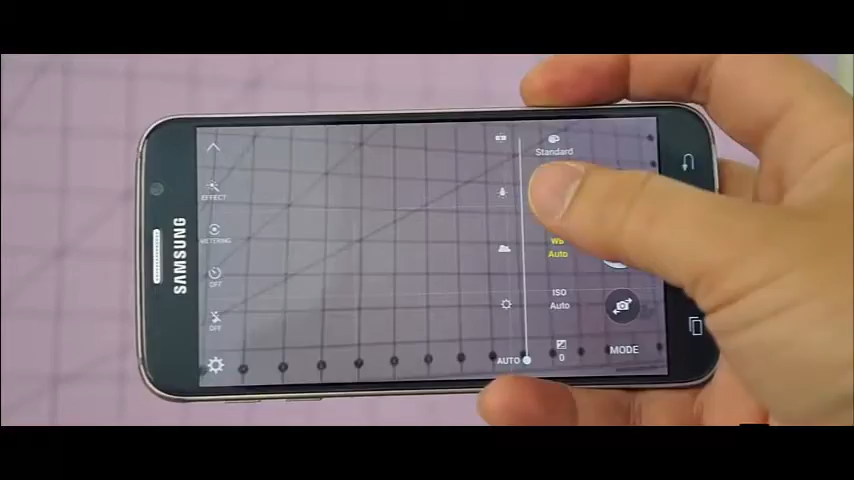 SAMSUNG
EFFECT
METERING
OFF
OFF
Standard
WB
Auto
ISO
Auto
0
AUTO
MODE